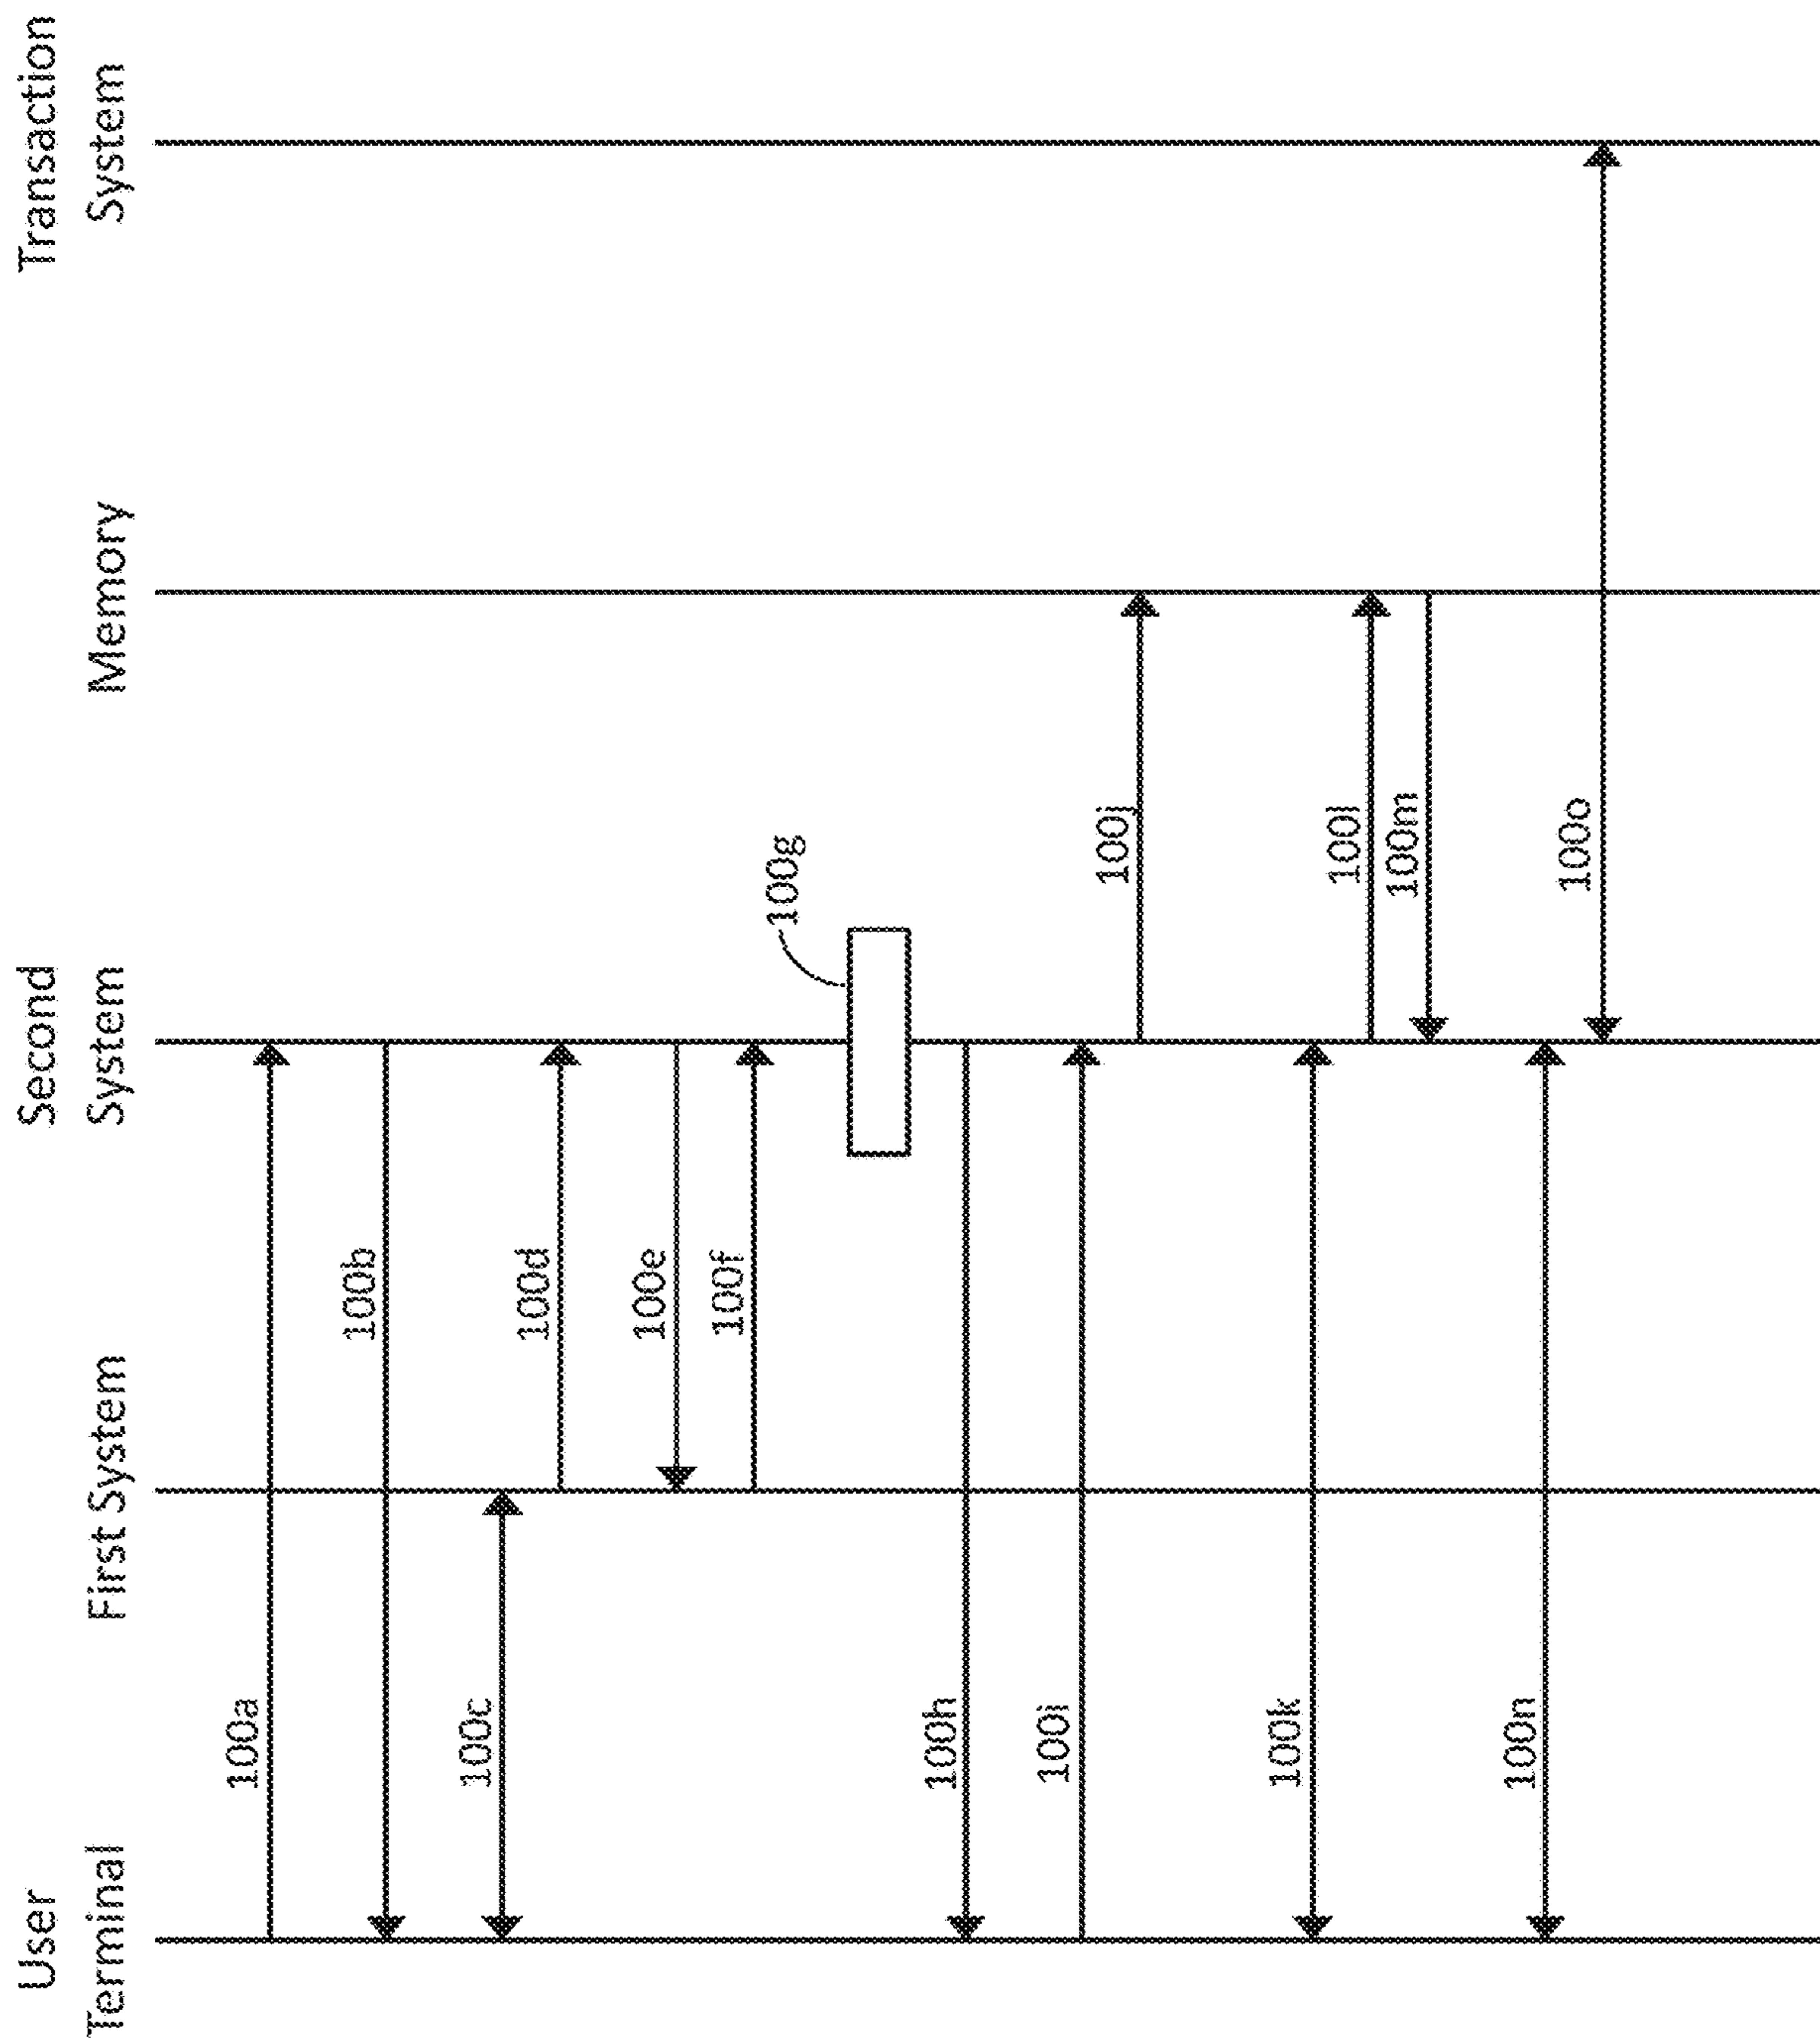 User
Terminal
First System
Second
System
Memory
Transaction
System
100a
100b
100c
100d
100e
100f
100g
100h
100i
100j
100k
100l
100m
100n
100o